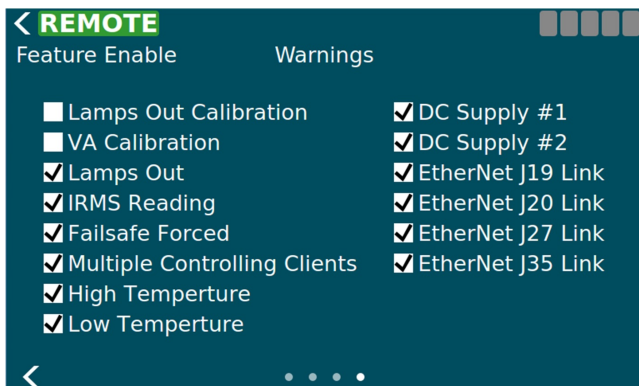 REMOTE
Feature Enable Warnings
Lamps Out Calibration
VA Calibration
Lamps Out
IRMS Reading
Failsafe Forced
Multiple Controlling Clients
High Temperture
Low Temperture
DC Supply #1
DC Supply #2
EtherNet J19 Link
EtherNet J20 Link
EtherNet J27 Link
EtherNet J35 Link